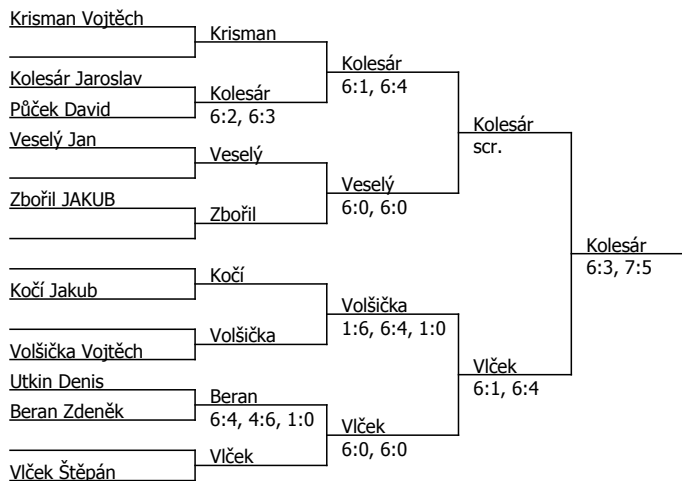 Krisman Vojtěch
Krisman
Kolesár
6:1, 6:4
Kolesár Jaroslav
Kolesár
6:2, 6:3
Půček David
Kolesár
scr.
Veselý Jan
Veselý
Veselý
6:0, 6:0
Zbořil JAKUB
Zbořil
Kolesár
6:3, 7:5
Kočí
Kočí Jakub
Volšička
1:6, 6:4, 1:0
Volšička
Volšička Vojtěch
Vlček
6:1, 6:4
Utkin Denis
Beran
6:4, 4:6, 1:0
Beran Zdeněk
Vlček
6:0, 6:0
Vlček
Vlček Štěpán